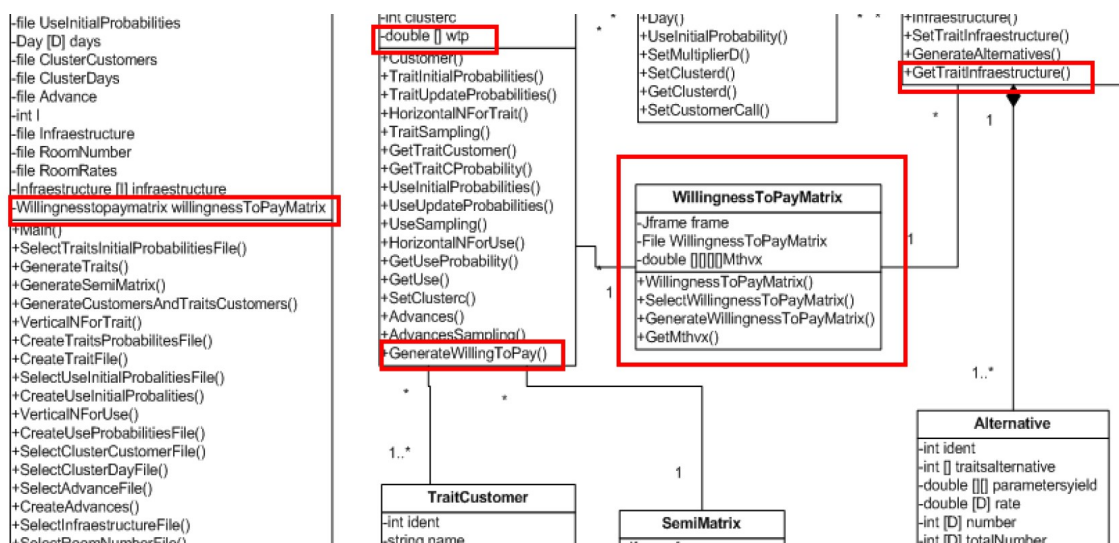 -file UseInitialProbabilities
-Day [D] days
-file ClusterCustomers
-file ClusterDays
-file Advance
-int I
-file Infraestructure
-file RoomNumber
-file RoomRates
-Infraestructure [I] infraestructure
-Willingnesstopaymatrix willingnessToPayMatrix
+Main()
+SelectTraitsInitialProbabilitiesFile()
+GenerateTraits()
+GenerateSemiMatrix()
+GenerateCustomersAndTraitsCustomers()
+VerticalNForTrait()
+CreateTraitsProbabilitesFile()
+CreateTraitFile()
+SelectUseInitialProbalitiesFile()
+CreateUseInitialProbalities()
+VerticalNForUse()
+CreateUseProbabilitiesFile()
+SelectClusterCustomerFile()
+SelectClusterDayFile()
+SelectAdvanceFile()
+CreateAdvances()
+SelectInfraestructureFile()
+SelectRoomNumberFile()
-int clusterc
-double [] wtp
+Customer()
+TraitInitialProbabilities()
+TraitUpdateProbabilities()
+HorizontalNForTrait()
+TraitSampling()
+GetTraitCustomer()
+GetTraitCProbability()
+UseInitialProbabilities()
+UseUpdateProbabilities()
+UseSampling()
+HorizontalNForUse()
+GetUseProbability()
+GetUse()
+SetClusterc()
+Advances()
+AdvancesSampling()
+GenerateWillingToPay()
*
*
1..*
1
TraitCustomer
-int ident
-string name
SemiMatrix
*
*
+Day()
+UseInitialProbability()
+SetMultiplierD()
+SetClusterd()
+GetClusterd()
+SetCustomerCall()
* *
WillingnessToPayMatrix
-Jframe frame
-File WillingnessToPayMatrix
-double [][][][]Mthvx
+WillingnessToPayMatrix()
+SelectWillingnessToPayMatrix()
+GenerateWillingnessToPayMatrix()
+GetMthvx()
*
1
1
+Infraestructure()
+SetTraitInfraestructure()
+GenerateAlternatives()
+GetTraitInfraestructure()
*
1
1..*
Alternative
-int ident
-int [] traitsalternative
-double [][] parametersyield
-double [D] rate
-int [D] number
-int [D] totalNumber